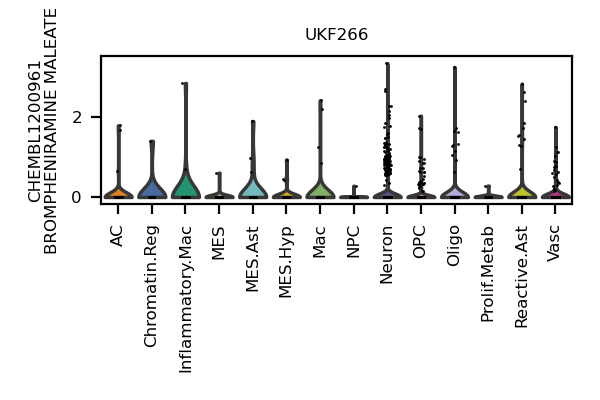 UKF266
CHEMBL1200961
BROMPHENIRAMINE MALEATE
2
0
AC
Chromatin.Reg
Inflammatory.Mac
MES
MES.Ast
MES.Hyp
Mac
NPC
Neuron
OPC
Oligo
Prolif.Metab
Reactive.Ast
Vasc